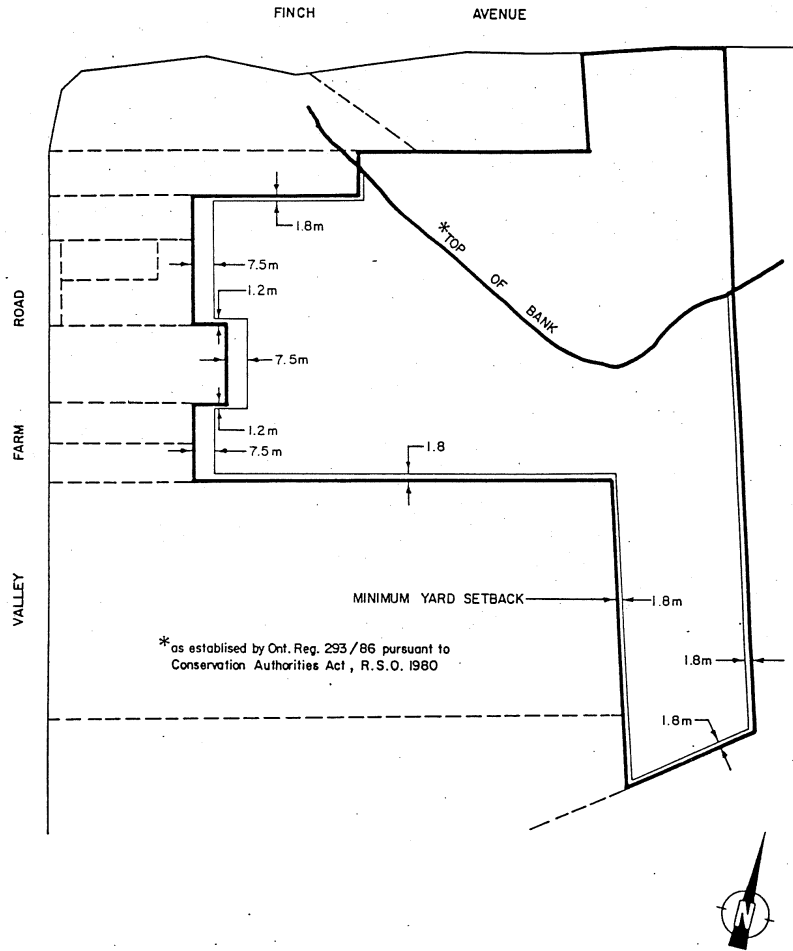 FINCH AVENUE
1.8m
*TOP OF BANK
7.5m
1.2m
ROAD
7.5m
1.2m
FARM
7.5m
1.8
VALLEY
MINIMUM YARD SETBACK
1.8m
*as establised by Ont. Reg. 293/86 pursuant to
Conservation Authorities Act, R.S.O. 1980
1.8m
1.8m
N